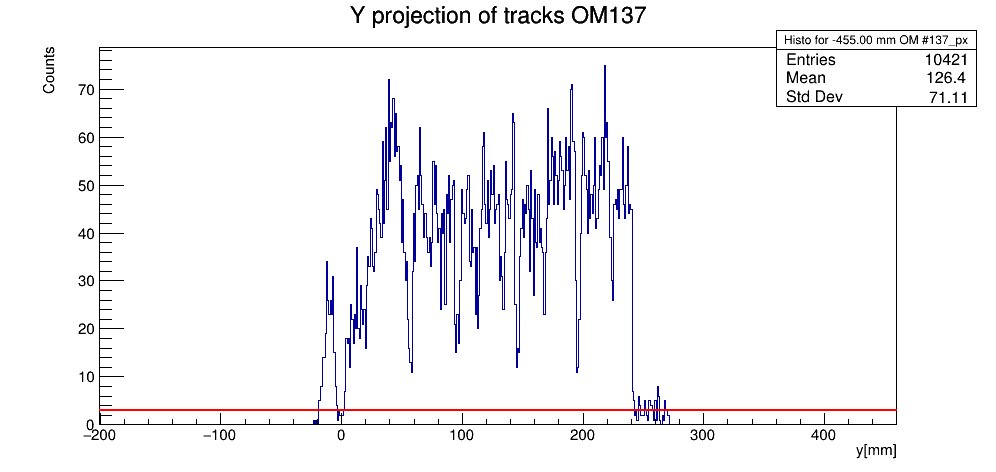 Y projection of tracks OM137
Histo for -455.00 mm OM #137_px
Entries 10421
Mean 126.4
Std Dev 71.11
Counts
70
60
50
40
30
20
10
0
−200 −100 0 100 200 300 400
y[mm]